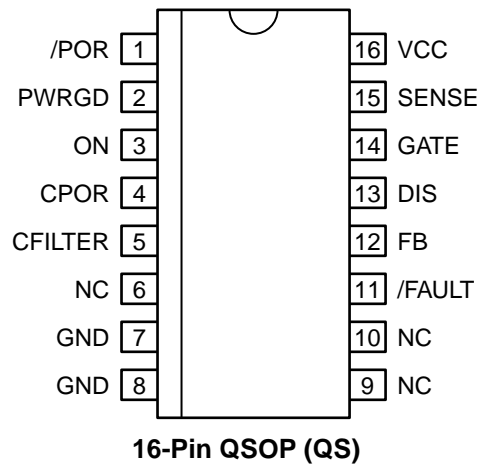 /POR 1 16 VCC
PWRGD 2 15 SENSE
ON 3 14 GATE
CPOR 4 13 DIS
CFILTER 5 12 FB
NC 6 11 /FAULT
GND 7 10 NC
GND 8 9 NC
16-Pin QSOP (QS)